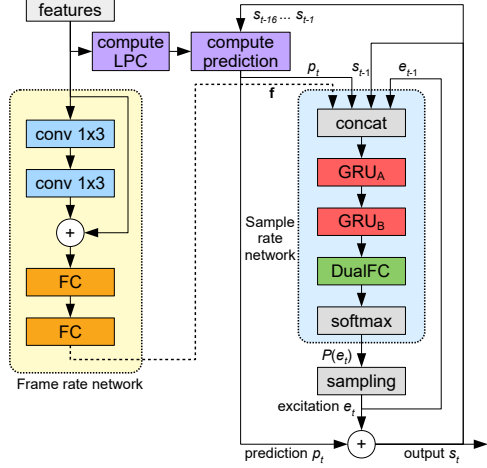 features
s_{t-16} ... s_{t-1}
compute
LPC
compute
prediction
p_t
s_{t-1}
e_{t-1}
f
conv 1x3
conv 1x3
+
FC
FC
Frame rate network
concat
GRU_A
GRU_B
DualFC
softmax
Sample
rate
network
P(e_t)
sampling
excitation e_t
+
prediction p_t
output s_t